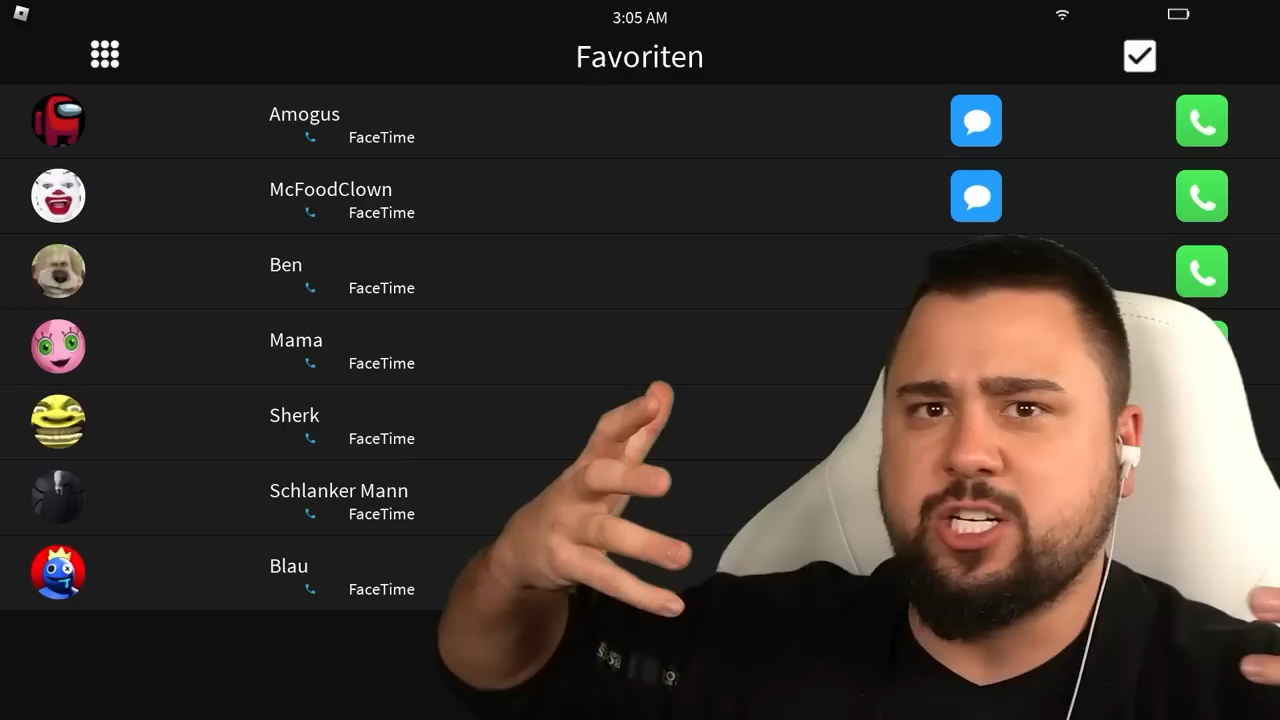 3:05 AM
Favoriten
Amogus
FaceTime
McFoodClown
FaceTime
Ben
FaceTime
Mama
FaceTime
Sherk
FaceTime
Schlanker Mann
FaceTime
Blau
FaceTime